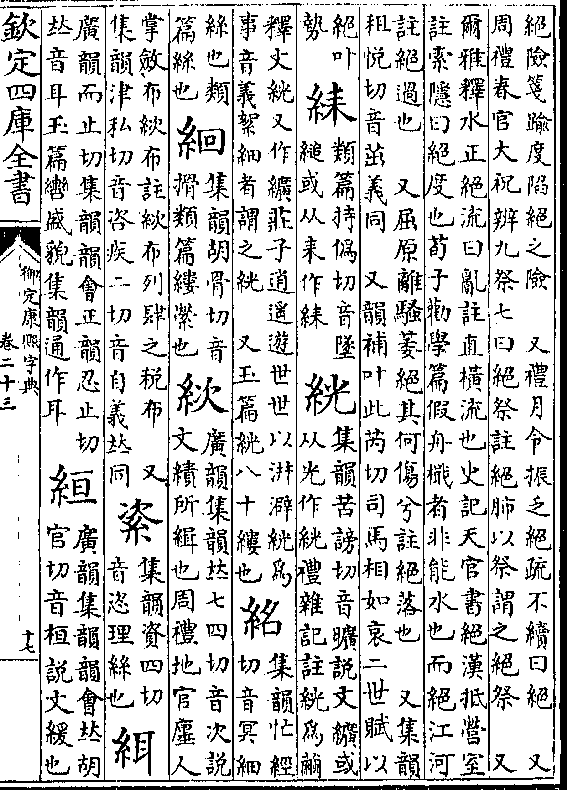 絶險箋踰度陷絶之險 又禮月令振乏絶疏不續曰絶 又
周禮春官大祝辨九祭七曰絶祭註絶肺以祭謂之絶祭 又
爾雅釋水正絶流曰亂註直橫流也史記天官書絶漢抵營室
註索隱曰絶度也荀子勸學篇假舟檝者非能水也而絶江河
註絶過也 又屈原離騷萎絶其何傷兮註絶落也 又集韻
租悅切音茁義同 又韻補叶此芮切司馬相如哀二世賦以
絶叶
勢
類篇持僞切音墜
縋或从来作
絖
集韻苦謗切音曠説文纊或
从光作絖禮雜記註絖爲繭
釋文絖又作纊莊子逍遥遊世世以洴澼絖爲
事音義絮細者謂之絖 又玉篇絖八十縷也
集韻忙經
切音冥細
絲也類
篇絲也
絗
集韻胡骨切音
搰類篇縷縈也
絘
廣韻集韻𠀤七四切音次説
文績所緝也周禮地官廛人
掌斂布絘布註絘布列肆之税布 又
集韻津私切音咨疾二切音自義𠀤同
集韻資四切
音恣理絲也
廣韻而止切集韻韻會正韻忍止切
𠀤音耳玉篇轡盛貌集韻通作耳
絙
廣韻集韻韻會𠀤胡
官切音桓説文緩也
欽定四庫全書
御定康熙字典
卷二十三
十七